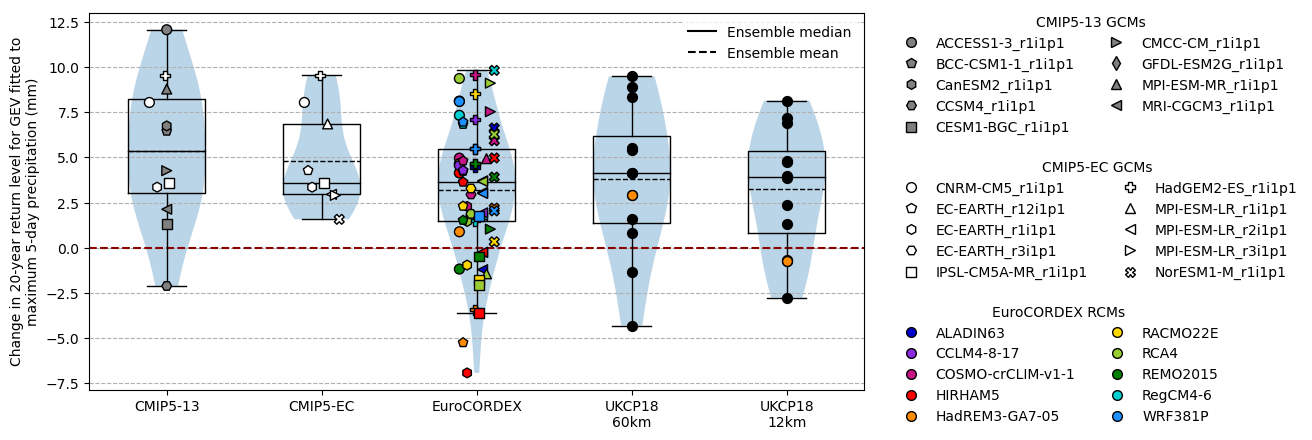 Change in 20-year return level for GEV fitted to
maximum 5-day precipitation (mm)
12.5
10.0
7.5
5.0
2.5
0.0
−2.5
−5.0
−7.5
Ensemble median
Ensemble mean
CMIP5-13
CMIP5-EC
EuroCORDEX
UKCP18
60km
UKCP18
12km
CMIP5-13 GCMs
ACCESS1-3_r1i1p1
BCC-CSM1-1_r1i1p1
CanESM2_r1i1p1
CCSM4_r1i1p1
CESM1-BGC_r1i1p1
CMCC-CM_r1i1p1
GFDL-ESM2G_r1i1p1
MPI-ESM-MR_r1i1p1
MRI-CGCM3_r1i1p1
CMIP5-EC GCMs
CNRM-CM5_r1i1p1
EC-EARTH_r12i1p1
EC-EARTH_r1i1p1
EC-EARTH_r3i1p1
IPSL-CM5A-MR_r1i1p1
HadGEM2-ES_r1i1p1
MPI-ESM-LR_r1i1p1
MPI-ESM-LR_r2i1p1
MPI-ESM-LR_r3i1p1
NorESM1-M_r1i1p1
EuroCORDEX RCMs
ALADIN63
CCLM4-8-17
COSMO-crCLIM-v1-1
HIRHAM5
HadREM3-GA7-05
RACMO22E
RCA4
REMO2015
RegCM4-6
WRF381P